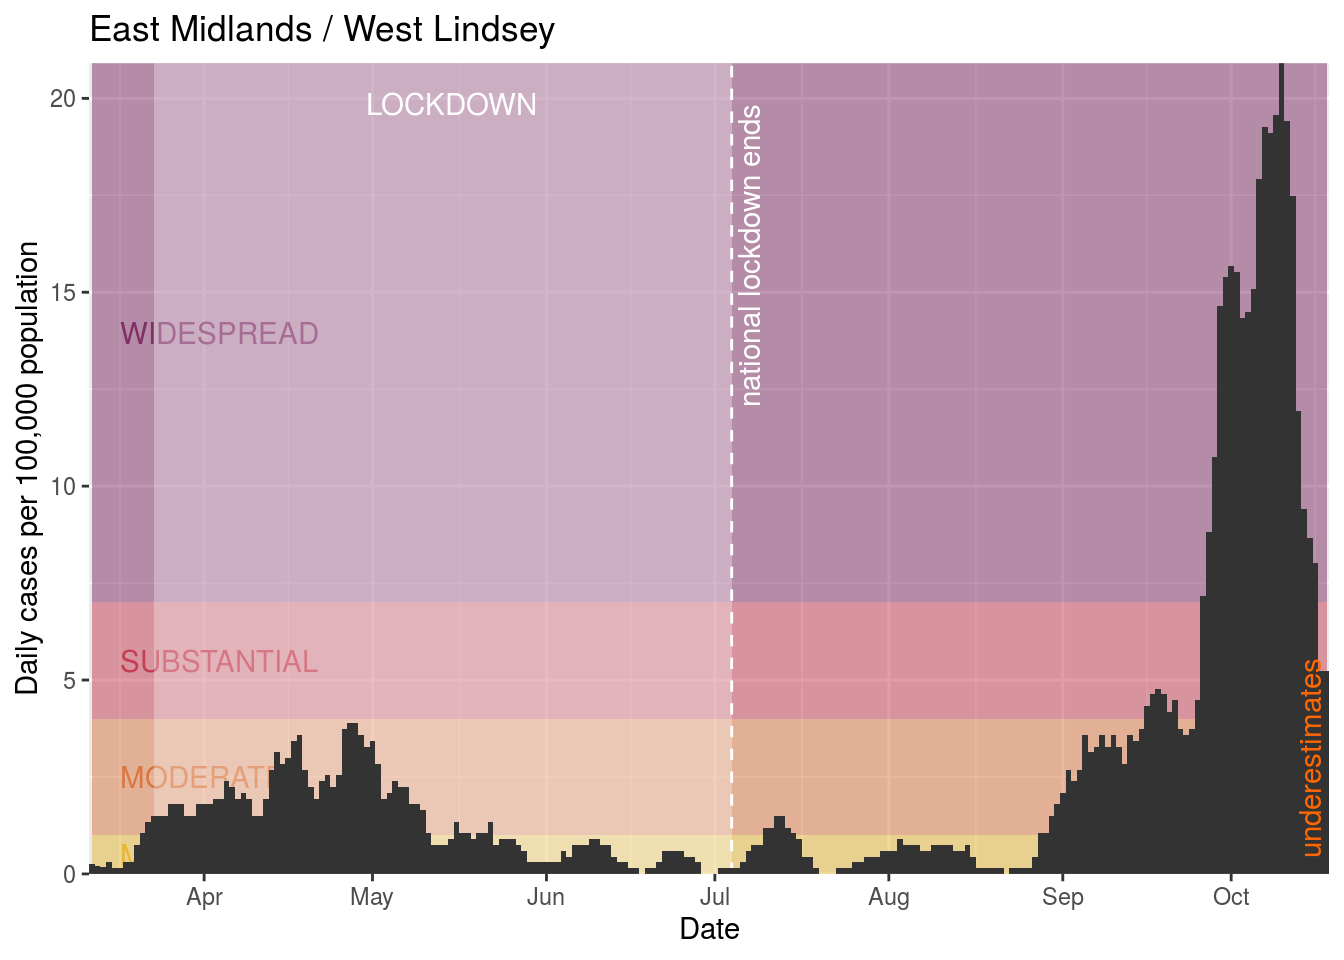 East Midlands / West Lindsey
Daily cases per 100,000 population
20
15
10
5
0
LOCKDOWN
national lockdown ends
WIDESPREAD
SUBSTANTIAL
MODERATE
M
underestimates
Apr
May
Jun
Jul
Aug
Sep
Oct
Date